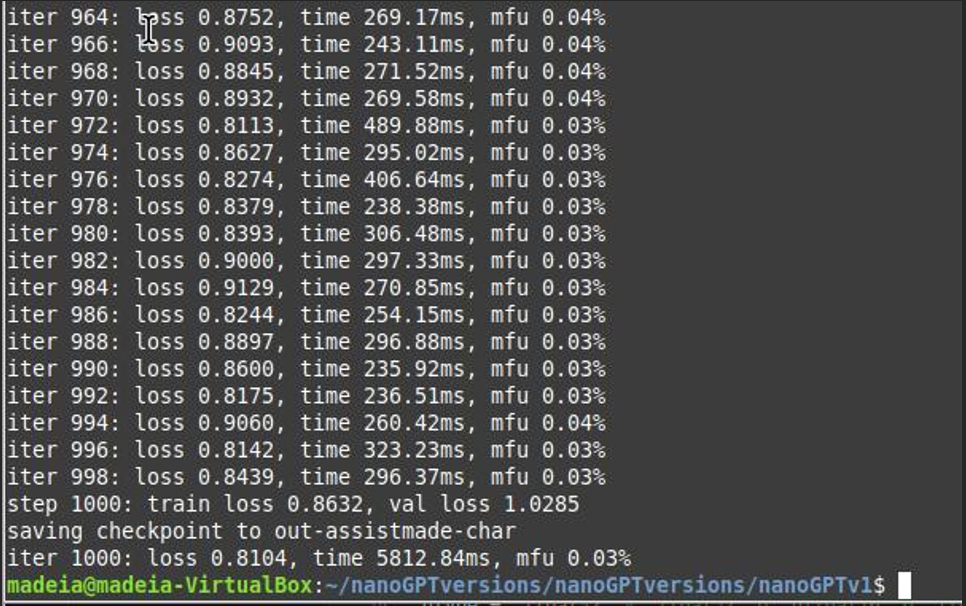 iter 964: loss 0.8752, time 269.17ms, mfu 0.04%
iter 966: loss 0.9093, time 243.11ms, mfu 0.04%
iter 968: loss 0.8845, time 271.52ms, mfu 0.04%
iter 970: loss 0.8932, time 269.58ms, mfu 0.04%
iter 972: loss 0.8113, time 489.88ms, mfu 0.03%
iter 974: loss 0.8627, time 295.02ms, mfu 0.03%
iter 976: loss 0.8274, time 406.64ms, mfu 0.03%
iter 978: loss 0.8379, time 238.38ms, mfu 0.03%
iter 980: loss 0.8393, time 306.48ms, mfu 0.03%
iter 982: loss 0.9000, time 297.33ms, mfu 0.03%
iter 984: loss 0.9129, time 270.85ms, mfu 0.03%
iter 986: loss 0.8244, time 254.15ms, mfu 0.03%
iter 988: loss 0.8897, time 296.88ms, mfu 0.03%
iter 990: loss 0.8600, time 235.92ms, mfu 0.03%
iter 992: loss 0.8175, time 236.51ms, mfu 0.03%
iter 994: loss 0.9060, time 260.42ms, mfu 0.04%
iter 996: loss 0.8142, time 323.23ms, mfu 0.03%
iter 998: loss 0.8439, time 296.37ms, mfu 0.03%
step 1000: train loss 0.8632, val loss 1.0285
saving checkpoint to out-assistmade-char
iter 1000: loss 0.8104, time 5812.84ms, mfu 0.03%
madeia@madeia-VirtualBox:~/nanoGPTversions/nanoGPTversions/nanoGPTv1$